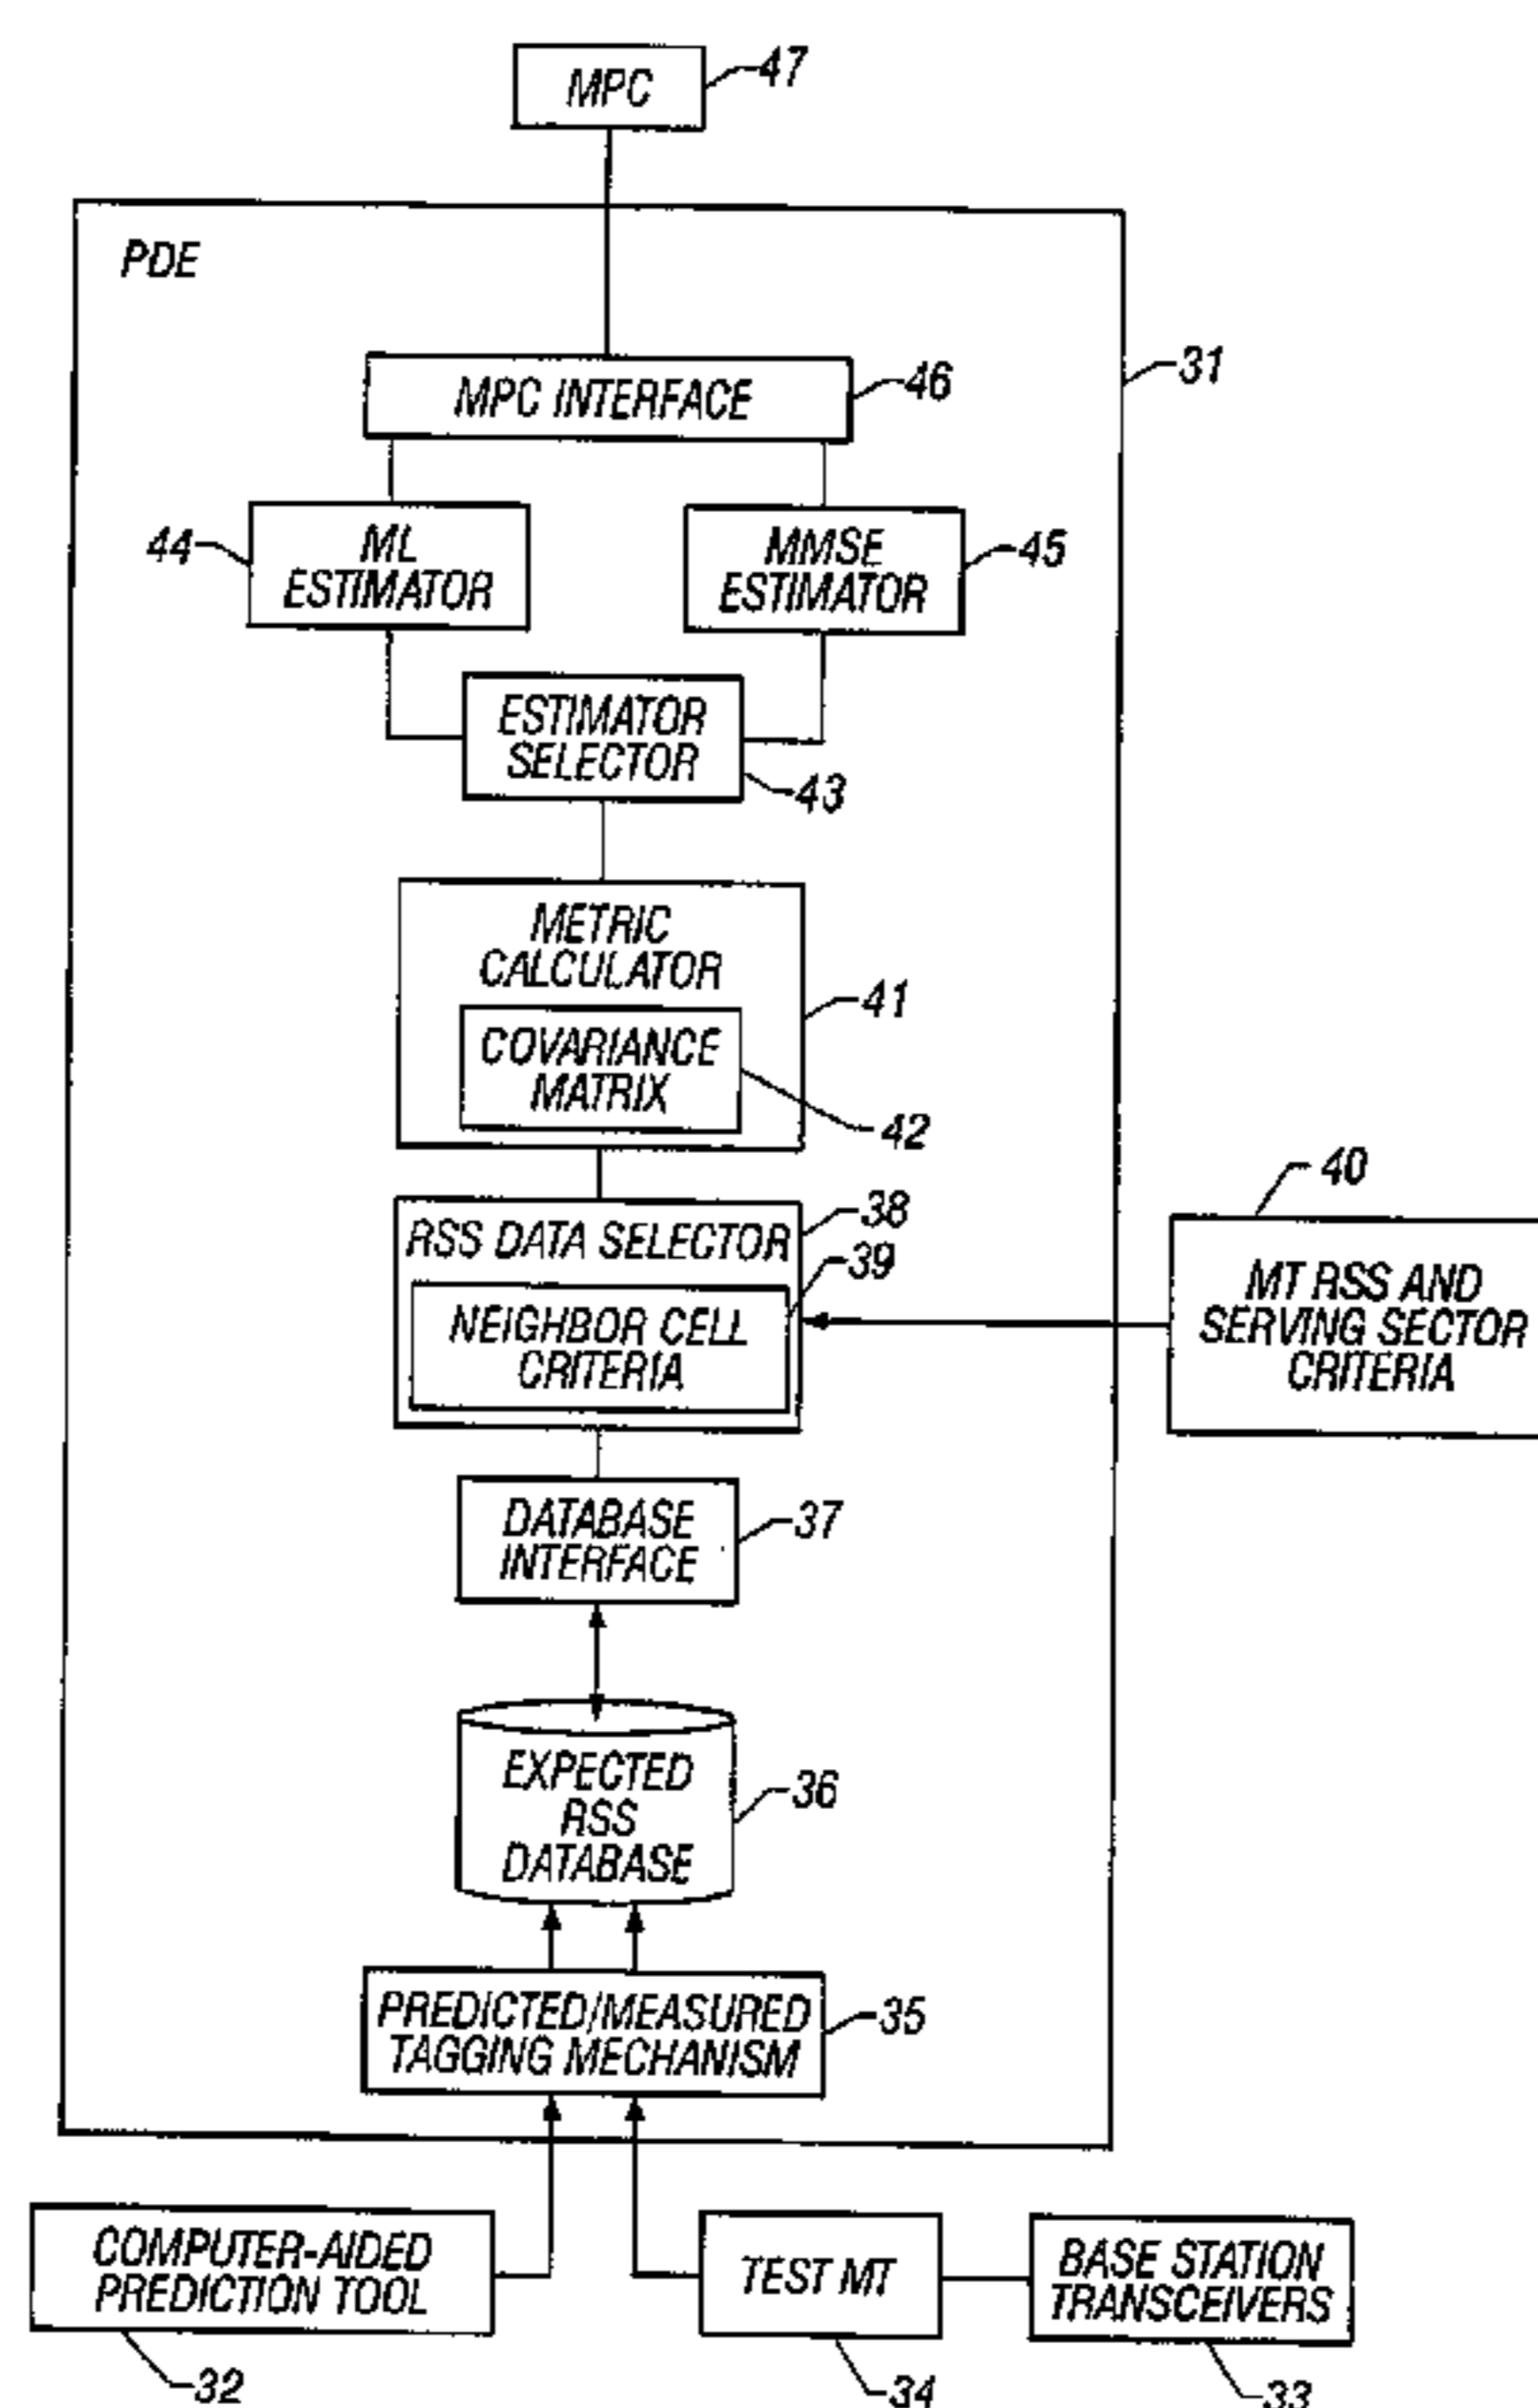 MPC
47
PDE
31
MPC INTERFACE
46
44
ML
ESTIMATOR
MMSE
ESTIMATOR
45
ESTIMATOR
SELECTOR
43
METRIC
CALCULATOR
41
COVARIANCE
MATRIX
42
40
RSS DATA SELECTOR
38
39
NEIGHBOR CELL
CRITERIA
MT RSS AND
SERVING SECTOR
CRITERIA
DATABASE
INTERFACE
37
EXPECTED
RSS
DATABASE
36
PREDICTED/MEASURED
TAGGING MECHANISM
35
COMPUTER-AIDED
PREDICTION TOOL
TEST MT
BASE STATION
TRANSCEIVERS
32
34
33